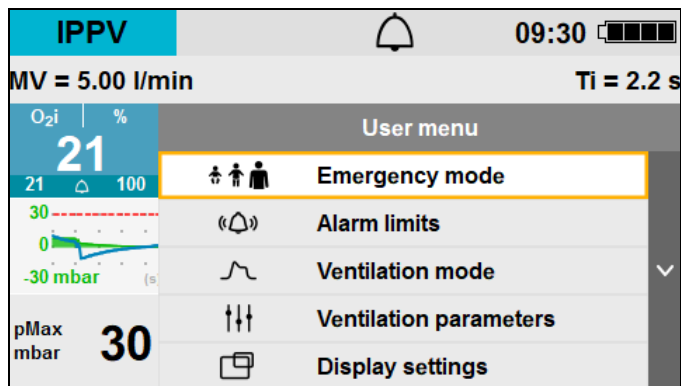 IPPV 09:30
MV = 5.00 l/min Ti = 2.2 s
O₂i %
21
21 100
User menu
Emergency mode
Alarm limits
Ventilation mode
Ventilation parameters
Display settings
30
0
-30 mbar (s
pMax
mbar 30